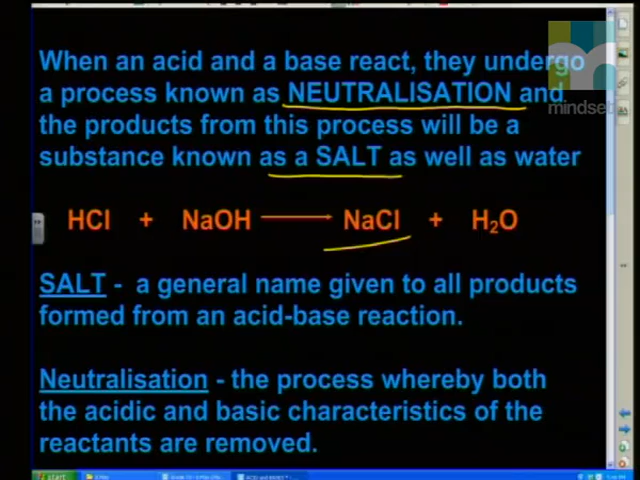 When an acid and a base react, they undergo
a process known as NEUTRALISATION and
mindset
the products from this process will be a
substance known as a SALT as well as water
HCl + NaOH → NaCl + H₂O
SALT - a general name given to all products
formed from an acid-base reaction.
Neutralisation - the process whereby both
the acidic and basic characteristics of the
reactants are removed.
start